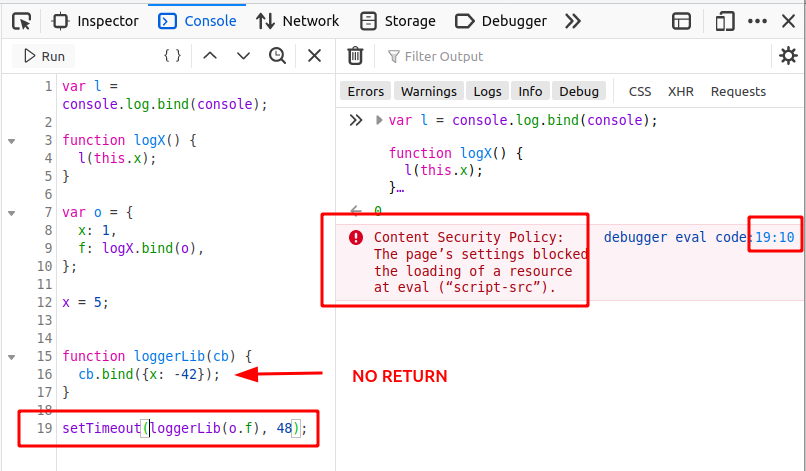 Inspector Console Network Storage Debugger
Run { } Filter Output
Errors Warnings Logs Info Debug CSS XHR Requests
1 var l =
console.log.bind(console);
2
3 function logX() {
4 l(this.x);
5 }
6
7 var o = {
8 x: 1,
9 f: logX.bind(o),
10 };
11
12 x = 5;
13
14
15 function loggerLib(cb) {
16 cb.bind({x: -42});
17 }
18
19 setTimeout(loggerLib(o.f), 48);
NO RETURN
var l = console.log.bind(console);
function logX() {
l(this.x);
}…
0
Content Security Policy: debugger eval code:19:10
The page’s settings blocked
the loading of a resource
at eval (“script-src”).